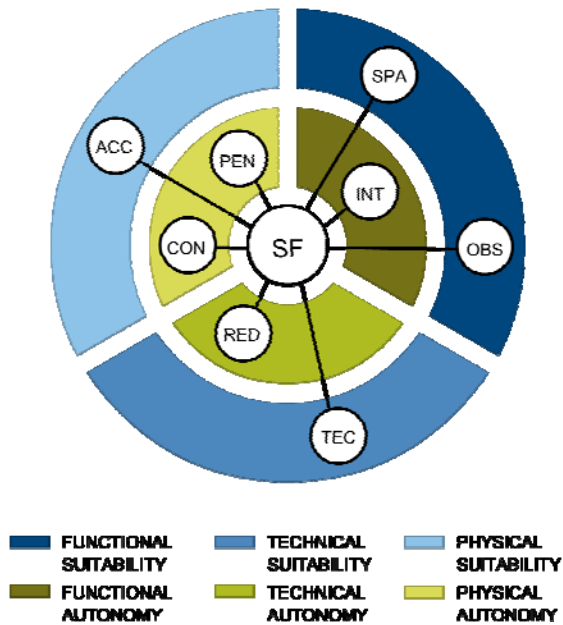 SPA
ACC
PEN
INT
CON
SF
OBS
RED
TEC
FUNCTIONAL SUITABILITY
TECHNICAL SUITABILITY
PHYSICAL SUITABILITY
FUNCTIONAL AUTONOMY
TECHNICAL AUTONOMY
PHYSICAL AUTONOMY